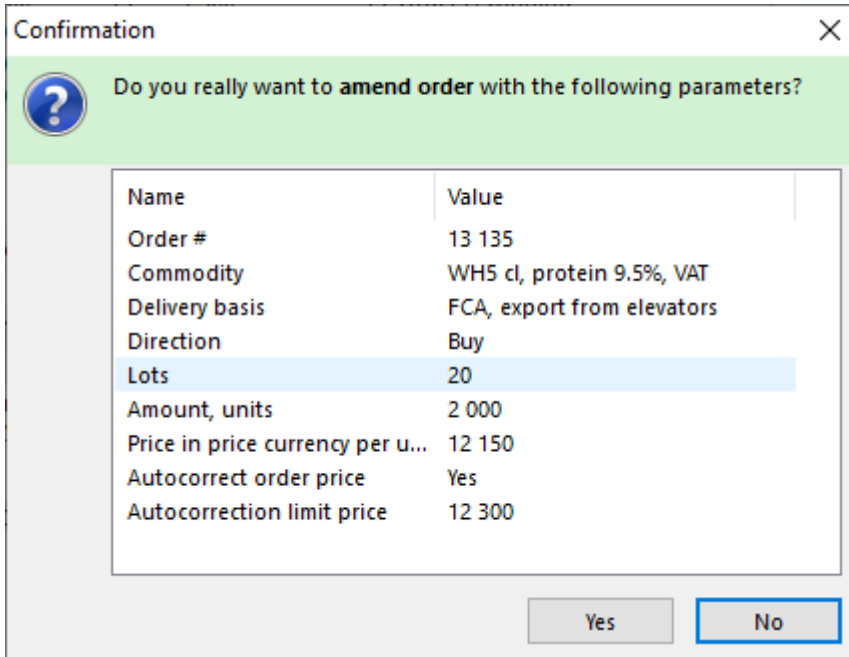 Confirmation
Do you really want to amend order with the following parameters?
Name Value
Order # 13 135
Commodity WH5 cl, protein 9.5%, VAT
Delivery basis FCA, export from elevators
Direction Buy
Lots 20
Amount, units 2 000
Price in price currency per u... 12 150
Autocorrect order price Yes
Autocorrection limit price 12 300
Yes No